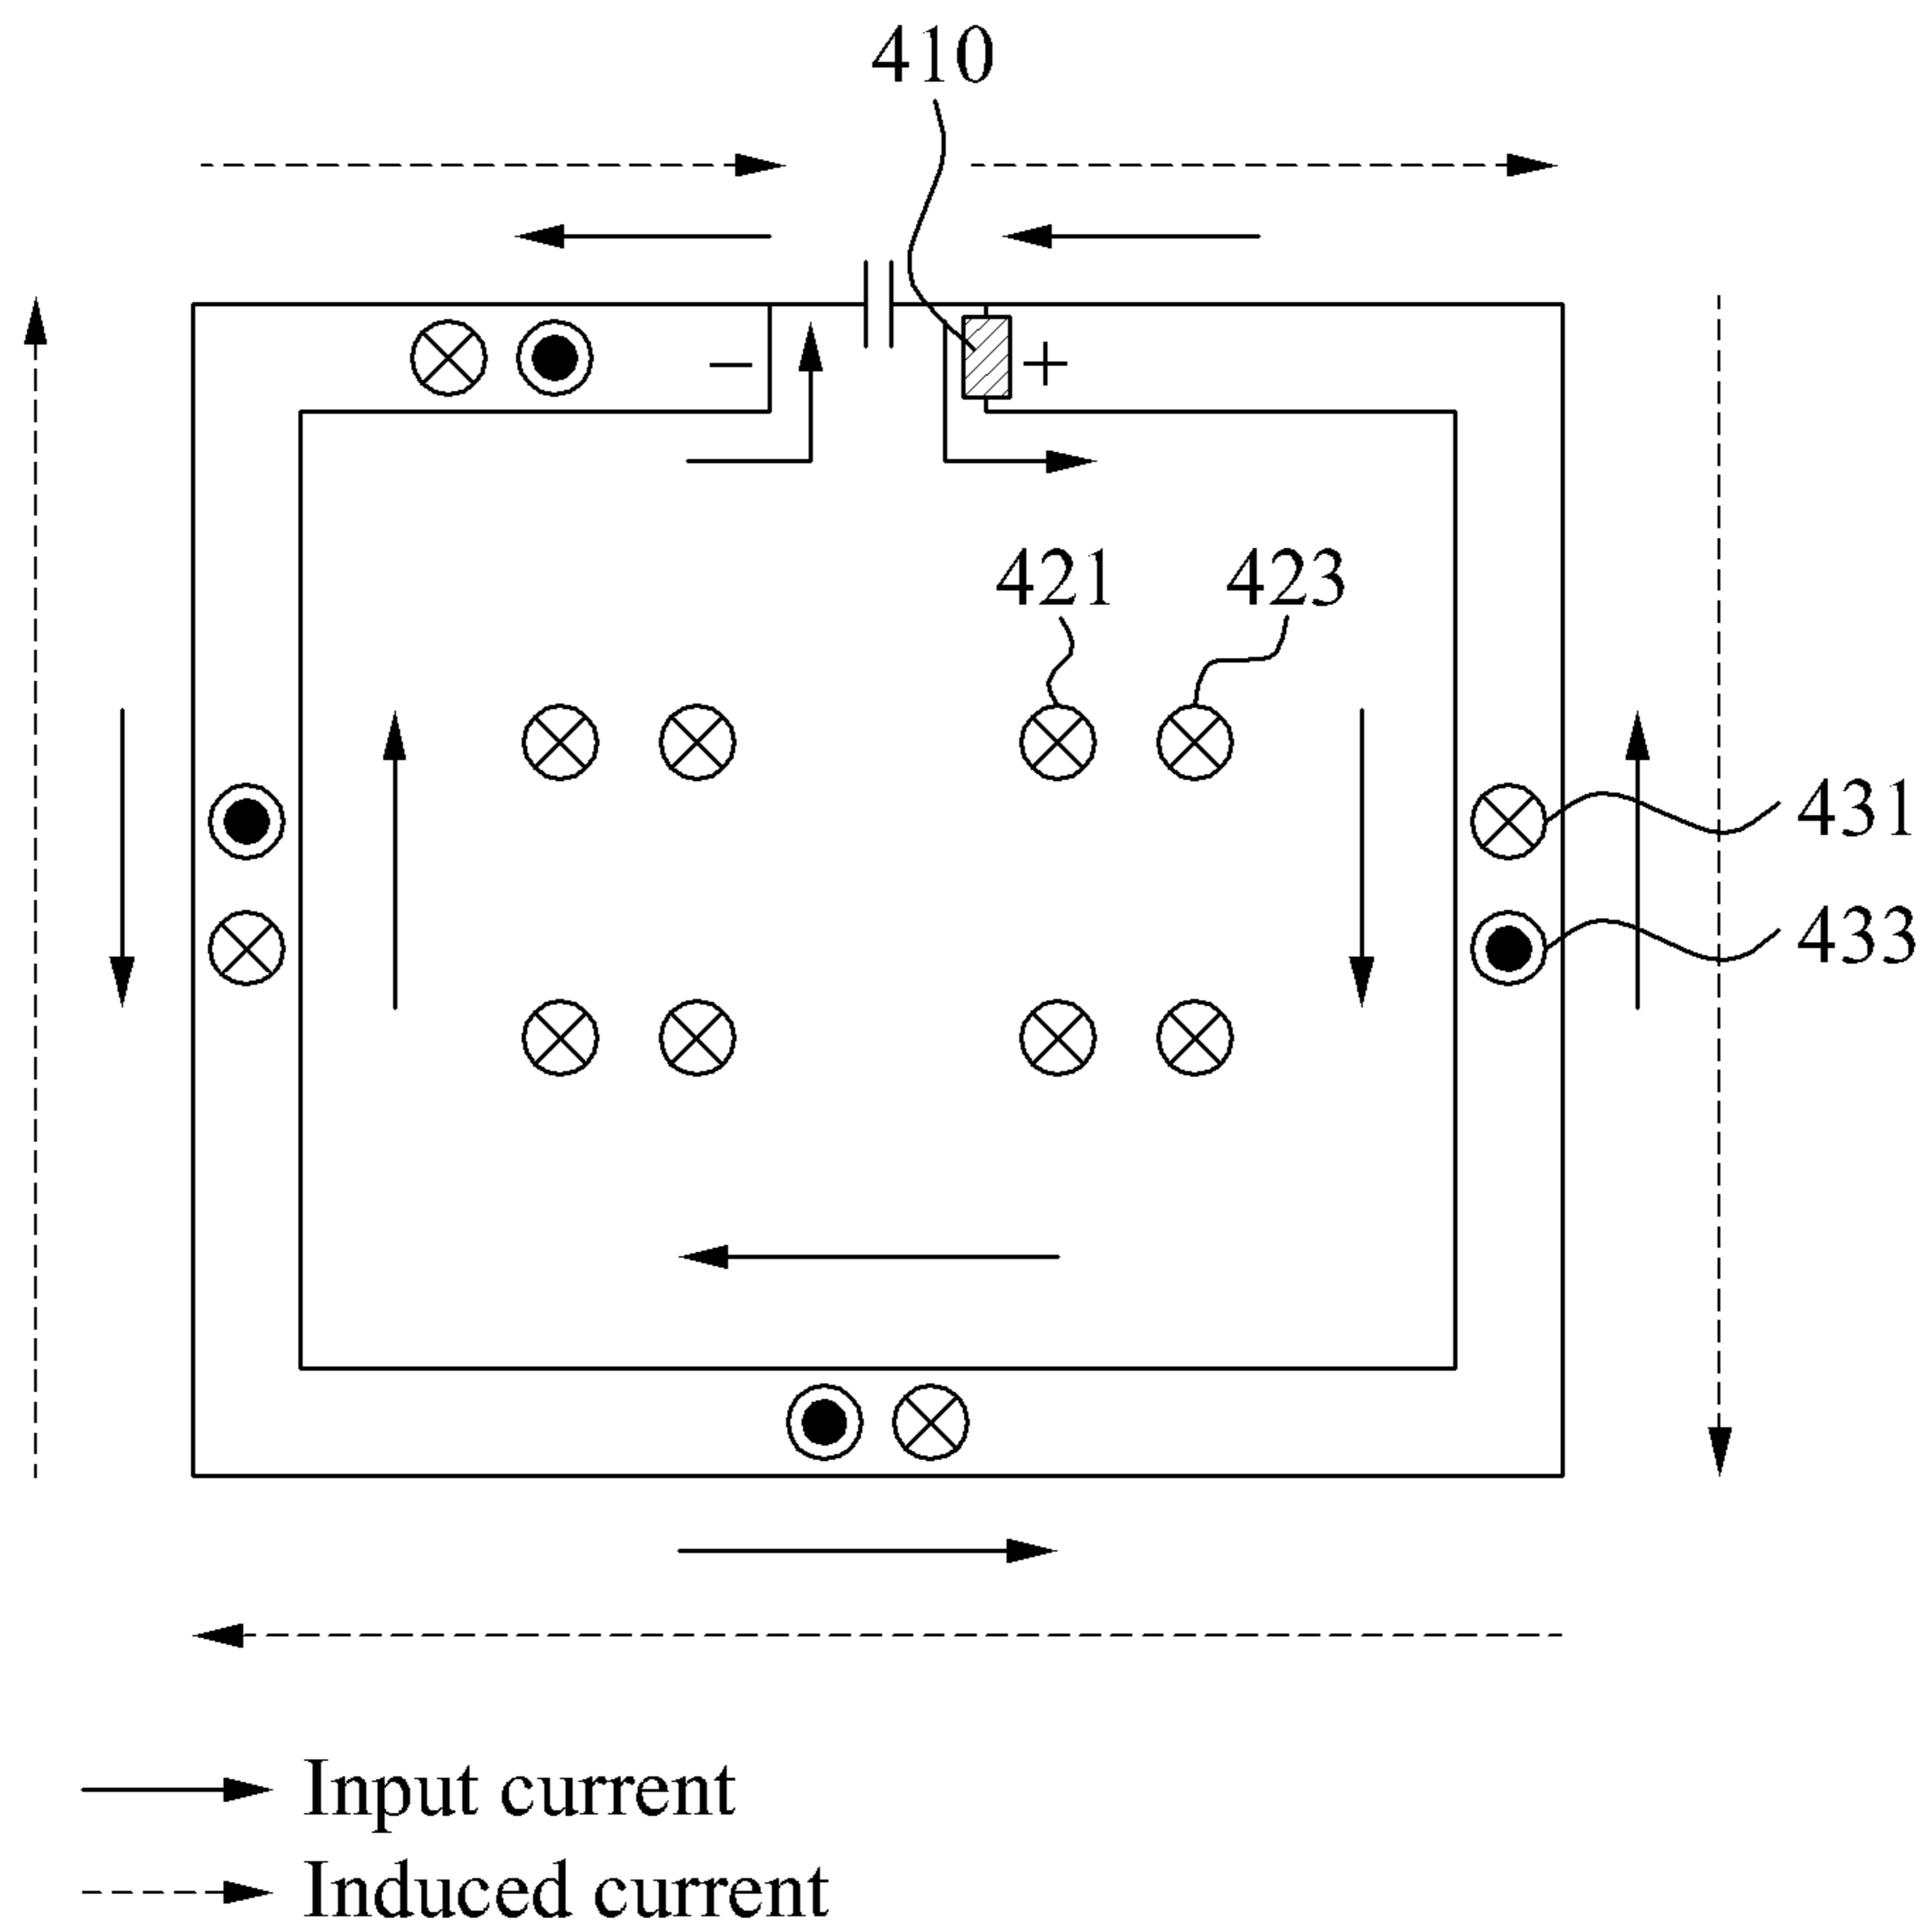 410
− +
421 423
431
433
Input current
Induced current